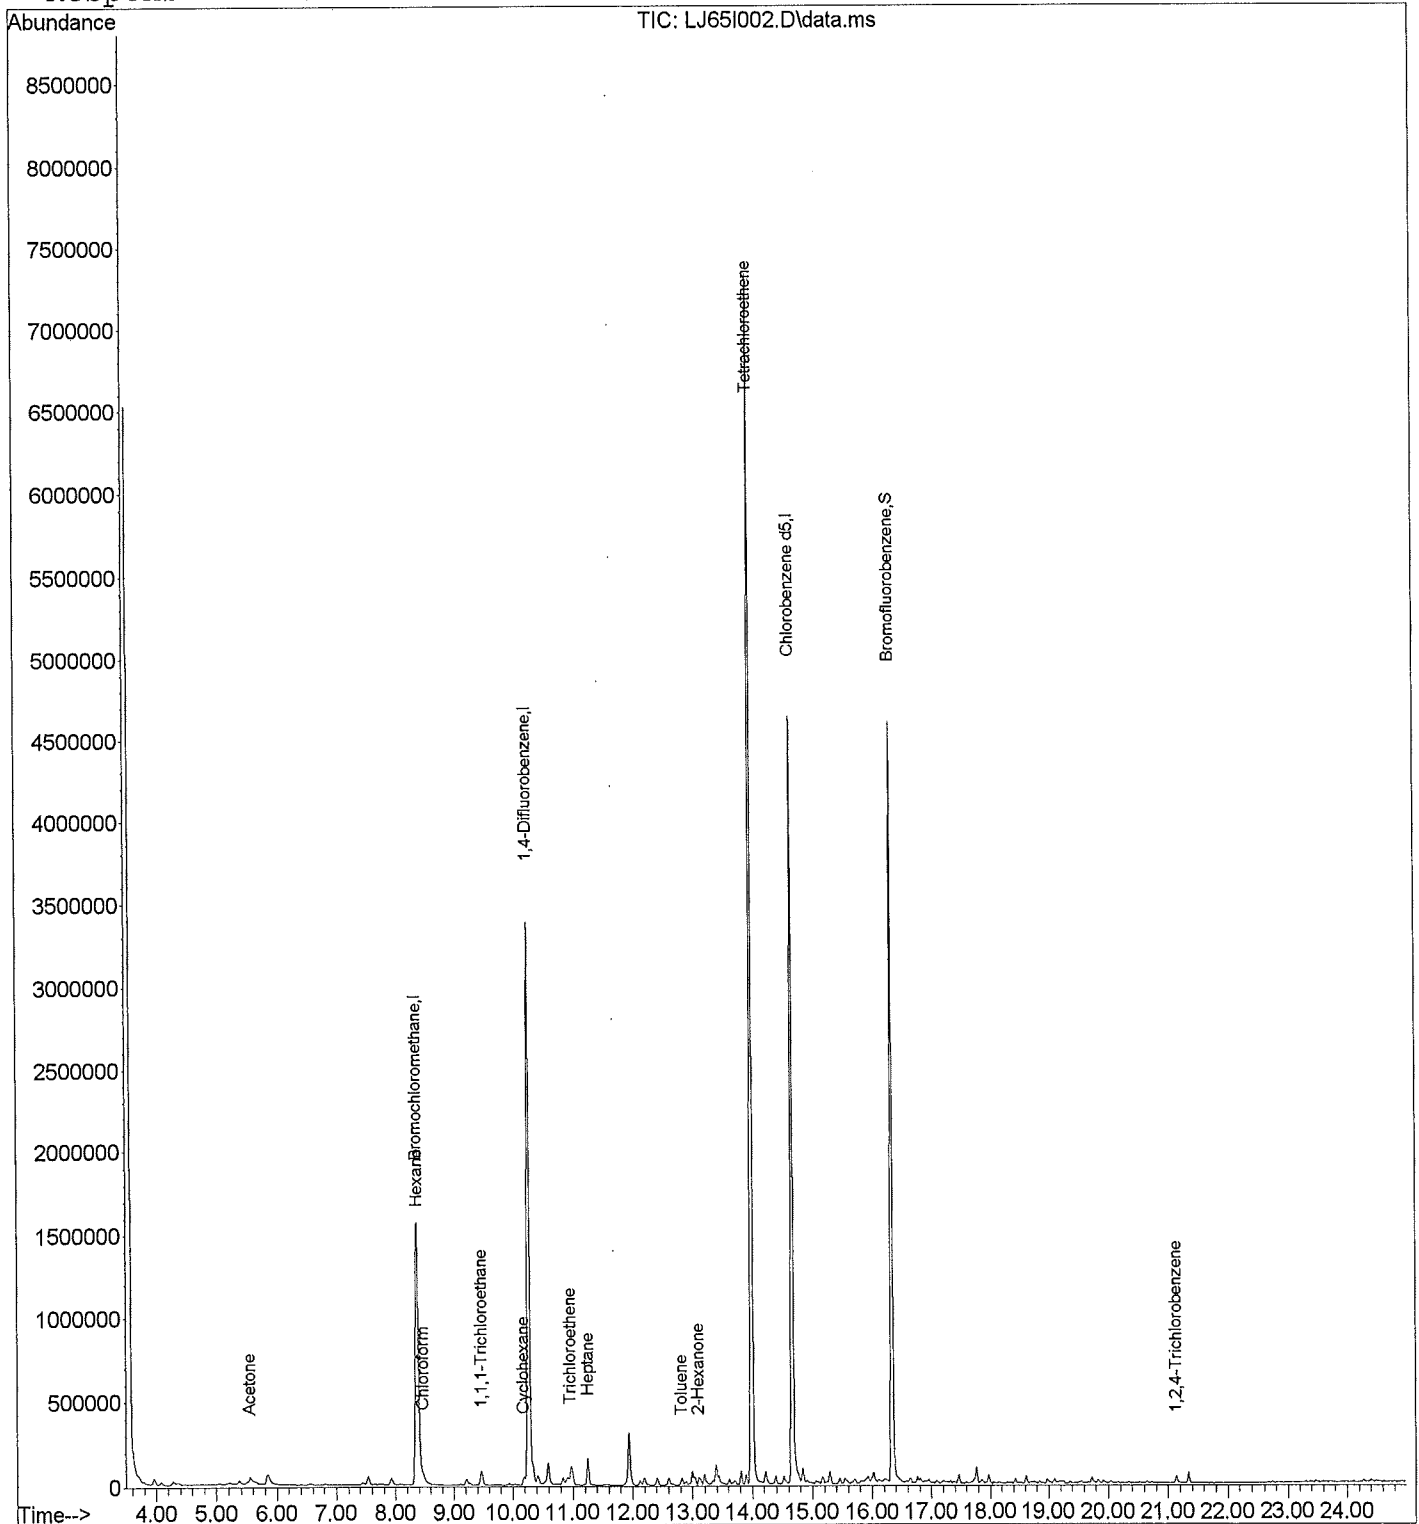 Abundance
TIC: LJ65I002.D\data.ms
8500000
8000000
7500000
7000000
6500000
6000000
5500000
5000000
4500000
4000000
3500000
3000000
2500000
2000000
1500000
1000000
500000
0
Acetone
Hexane
Bromochloromethane,I
Chloroform
1,1,1-Trichloroethane
1,4-Difluorobenzene,I
Cyclohexane
Trichloroethene
Heptane
Toluene
2-Hexanone
Tetrachloroethene
Chlorobenzene d5,I
Bromofluorobenzene,S
1,2,4-Trichlorobenzene
Time--> 4.00 5.00 6.00 7.00 8.00 9.00 10.00 11.00 12.00 13.00 14.00 15.00 16.00 17.00 18.00 19.00 20.00 21.00 22.00 23.00 24.00